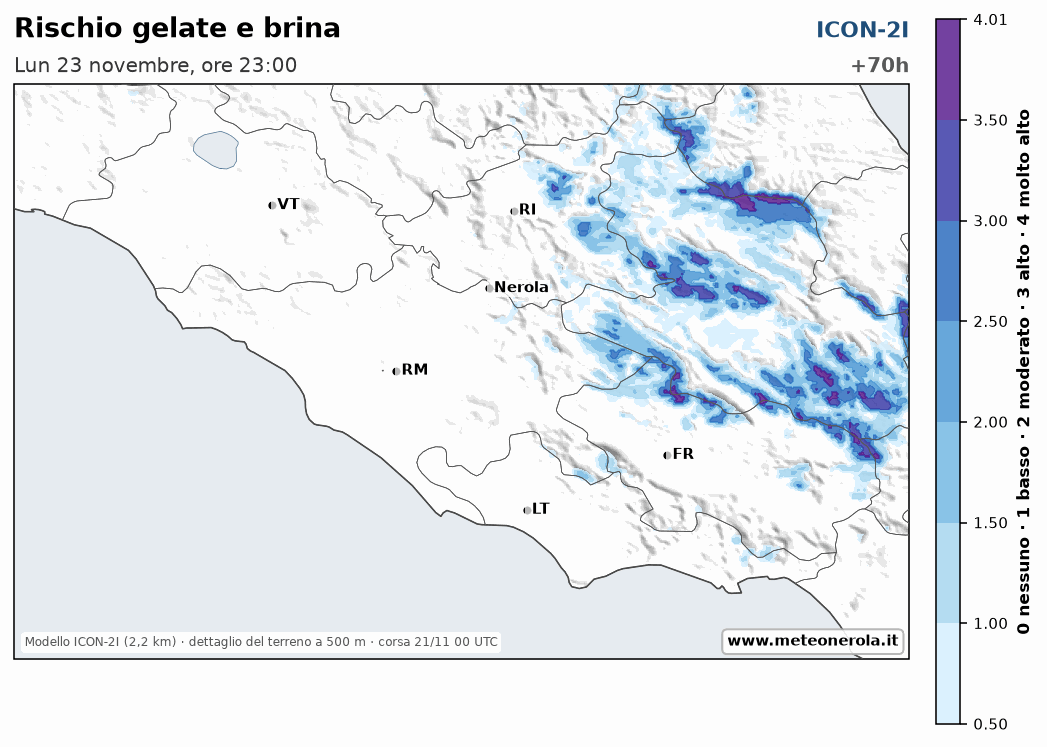 Rischio gelate e brina
ICON-2I
Lun 23 novembre, ore 23:00
+70h
VT
RI
Nerola
RM
FR
LT
Modello ICON-2I (2,2 km) · dettaglio del terreno a 500 m · corsa 21/11 00 UTC
www.meteonerola.it
4.01
3.50
3.00
2.50
2.00
1.50
1.00
0.50
0 nessuno · 1 basso · 2 moderato · 3 alto · 4 molto alto